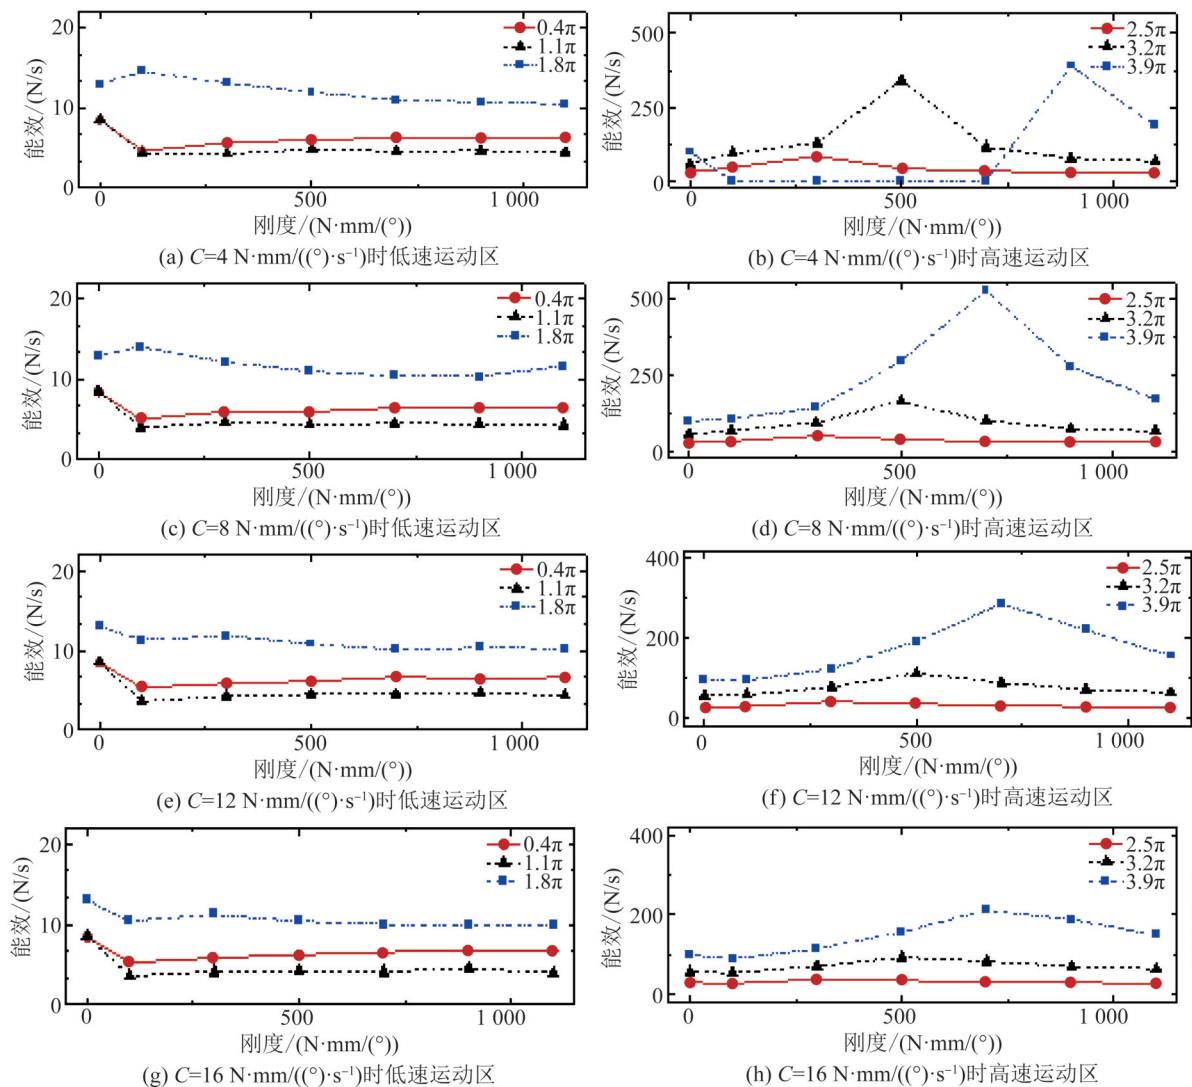 20
10
0
能效/(N/s)
0.4π
1.1π
1.8π
0 500 1 000
刚度/(N·mm/(°))
(a) C=4 N·mm/((°)·s⁻¹)时低速运动区
500
250
0
能效/(N/s)
2.5π
3.2π
3.9π
0 500 1 000
刚度/(N·mm/(°))
(b) C=4 N·mm/((°)·s⁻¹)时高速运动区
20
10
0
能效/(N/s)
0.4π
1.1π
1.8π
0 500 1 000
刚度/(N·mm/(°))
(c) C=8 N·mm/((°)·s⁻¹)时低速运动区
500
250
0
能效/(N/s)
2.5π
3.2π
3.9π
0 500 1 000
刚度/(N·mm/(°))
(d) C=8 N·mm/((°)·s⁻¹)时高速运动区
20
10
0
能效/(N/s)
0.4π
1.1π
1.8π
0 500 1 000
刚度/(N·mm/(°))
(e) C=12 N·mm/((°)·s⁻¹)时低速运动区
400
200
0
能效/(N/s)
2.5π
3.2π
3.9π
0 500 1 000
刚度/(N·mm/(°))
(f) C=12 N·mm/((°)·s⁻¹)时高速运动区
20
10
0
能效/(N/s)
0.4π
1.1π
1.8π
0 500 1 000
刚度/(N·mm/(°))
(g) C=16 N·mm/((°)·s⁻¹)时低速运动区
400
200
0
能效/(N/s)
2.5π
3.2π
3.9π
0 500 1 000
刚度/(N·mm/(°))
(h) C=16 N·mm/((°)·s⁻¹)时高速运动区